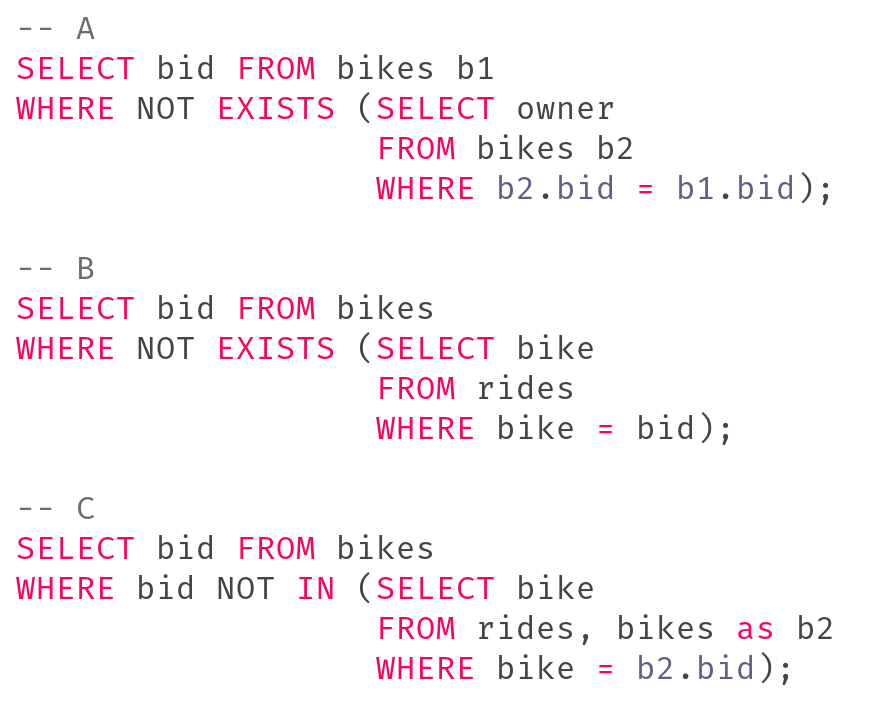 -- A
SELECT bid FROM bikes b1
WHERE NOT EXISTS (SELECT owner
                  FROM bikes b2
                  WHERE b2.bid = b1.bid);

-- B
SELECT bid FROM bikes
WHERE NOT EXISTS (SELECT bike
                  FROM rides
                  WHERE bike = bid);

-- C
SELECT bid FROM bikes
WHERE bid NOT IN (SELECT bike
                  FROM rides, bikes as b2
                  WHERE bike = b2.bid);